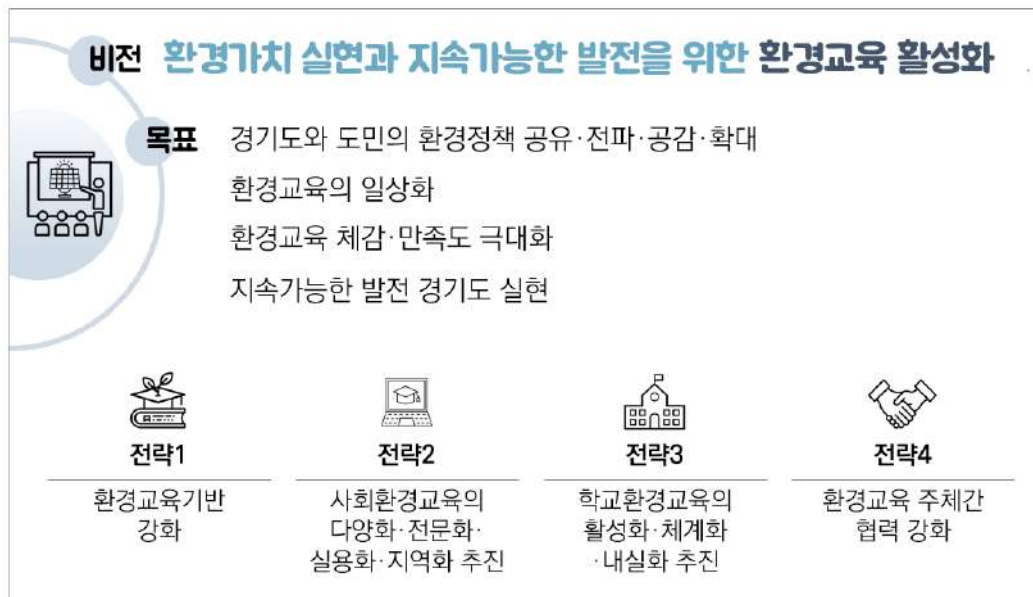 비전 환경가치 실현과 지속가능한 발전을 위한 환경교육 활성화
목표 경기도와 도민의 환경정책 공유·전파·공감·확대
환경교육의 일상화
환경교육 체감·만족도 극대화
지속가능한 발전 경기도 실현
전략1
환경교육기반
강화
전략2
사회환경교육의
다양화·전문화·
실용화·지역화 추진
전략3
학교환경교육의
활성화·체계화
·내실화 추진
전략4
환경교육 주체간
협력 강화